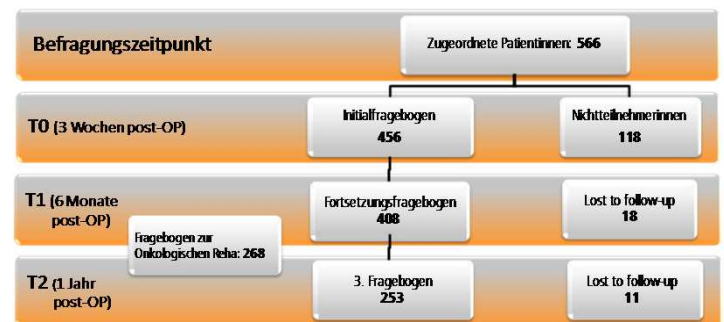 Befragungszeitpunkt
Zugeordnete Patientinnen: 566
T0 (3 Wochen post-OP)
Initialfragebogen
456
Nichtteilnehmerinnen
118
T1 (6 Monate
post-OP)
Fortsetzungsfragebogen
408
Lost to follow-up
18
Fragebogen zur
Onkologischen Reha: 268
T2 (1 Jahr
post-OP)
3. Fragebogen
253
Lost to follow-up
11